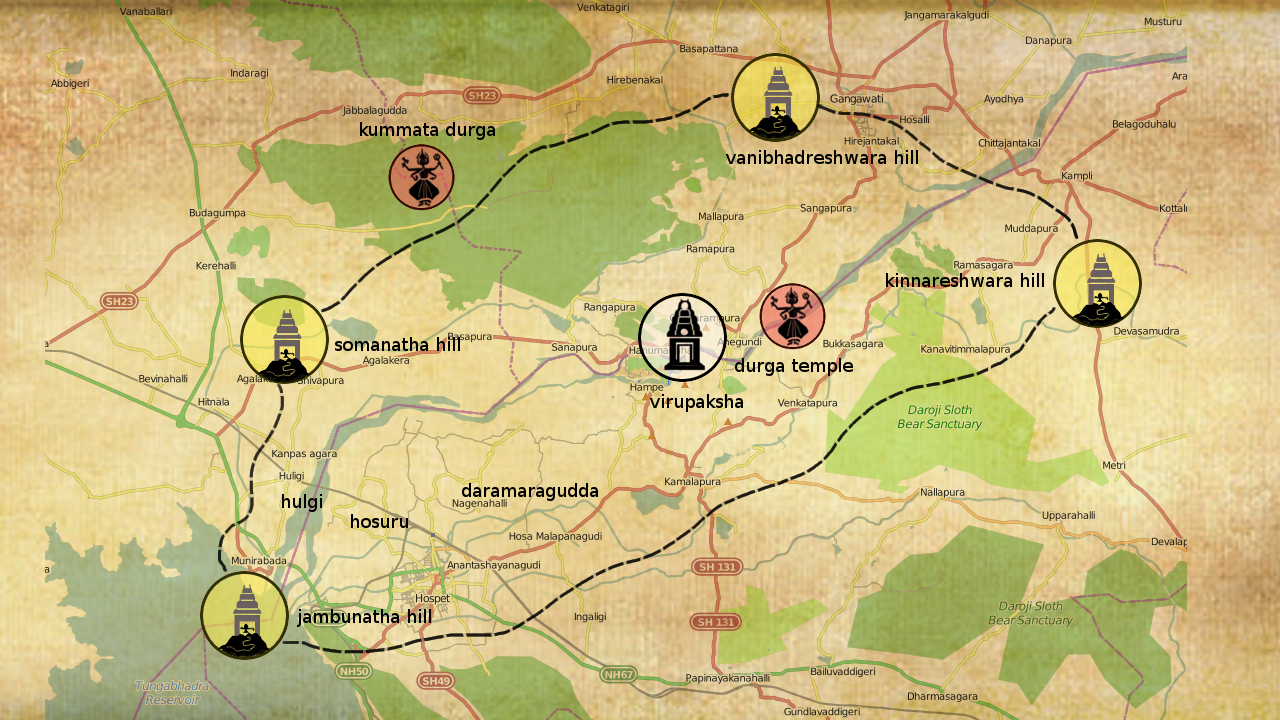 Vanaballari
Venkatagiri
Jangamarakalgudi
Musturu
Danapura
Basapattana
Indaragi
Abbigeri
Hirebenakal
Ara
SH23
Gangawati
Ayodhya
Jabbalagudda
kummata durga
Hosalli
Belagoduhalu
Hirejantakal
Chittajantakal
vanibhadreshwara hill
Kampli
Budagumpa
Mallapura
Sangapura
Kottalu
Muddapura
Ramapura
Kerehalli
Ramasagara
kinnareshwara hill
SH23
Rangapura
Devasamudra
Basapura
somanatha hill
Sanapura
Anegundi
Bukkasagara
Kanavitimmalapura
Agalakera
durga temple
Bevinahalli
Shivapura
Hampe
virupaksha
Hitnala
Venkatapura
Daroji Sloth
Bear Sanctuary
Kanpas agara
Metri
Huligi
Kamalapura
hulgi
daramaragudda
Nagenahalli
Nallapura
hosuru
Upparahalli
Hosa Malapanagudi
Devalap
Munirabada
Anantashayanagudi
SH 131
Hospet
Daroji Sloth
Bear Sanctuary
jambunatha hill
Ingaligi
SH 131
NH50
SH49
NH67
Papinayakanahalli
Bailuvaddigeri
Tungabhadra
Reservoir
Dharmasagara
Gundlavaddigeri